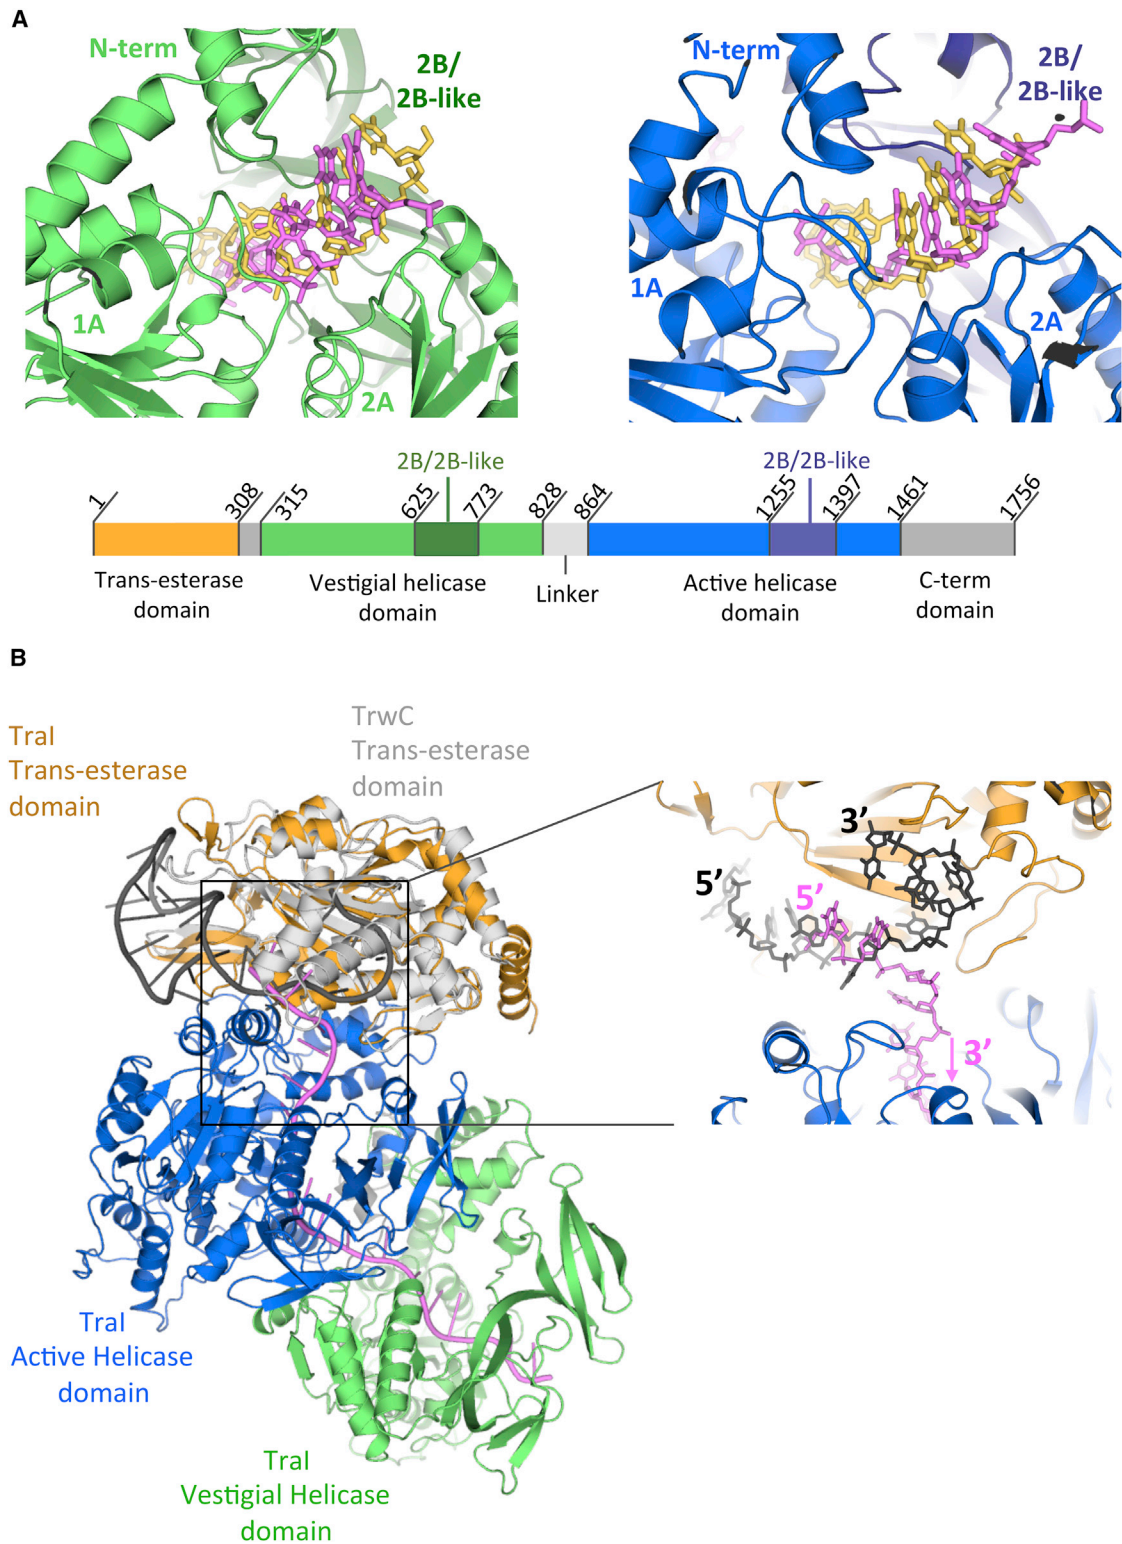 A
N-term
2B/
2B-like
1A
2A
N-term
2B/
2B-like
1A
2A
2B/2B-like
2B/2B-like
1
308
315
625
773
828
864
1255
1397
1461
1756
Trans-esterase
domain
Vestigial helicase
domain
Linker
Active helicase
domain
C-term
domain
B
TraI
Trans-esterase
domain
TrwC
Trans-esterase
domain
3’
5’
5’
3’
TraI
Active Helicase
domain
TraI
Vestigial Helicase
domain